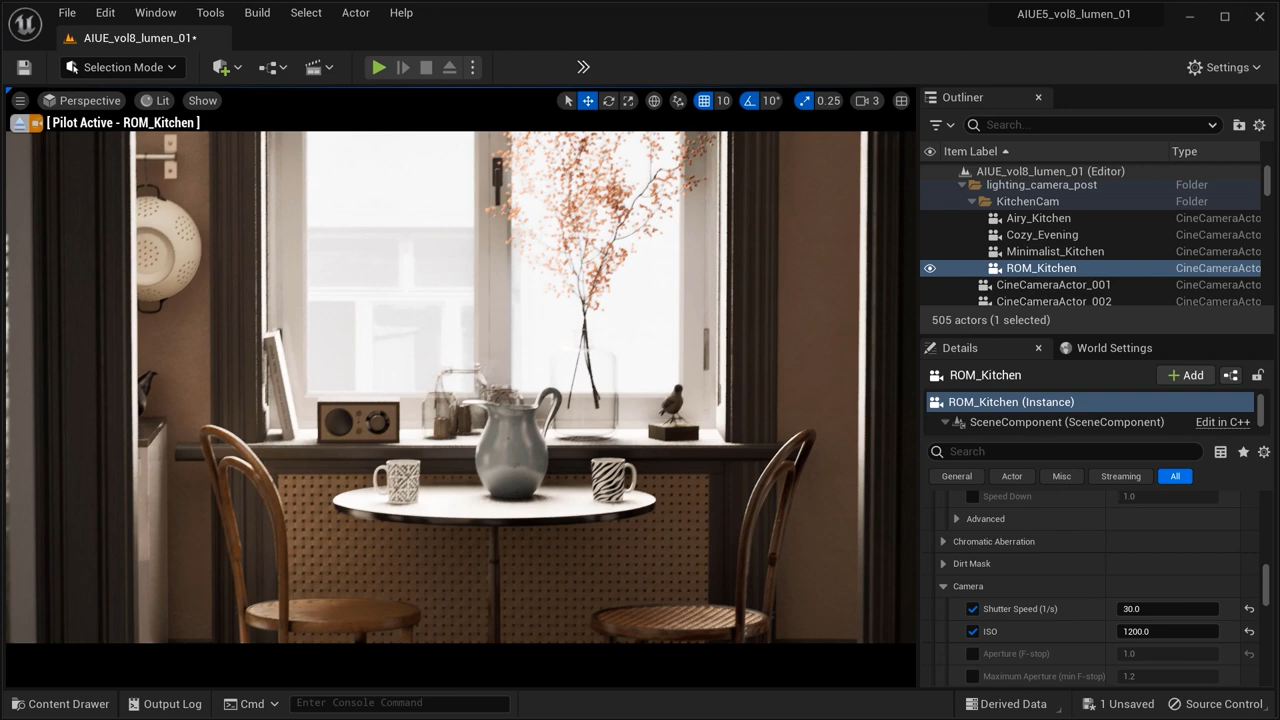 File Edit Window Tools Build Select Actor Help
AIUE5_vol8_lumen_01
AIUE_vol8_lumen_01•
Selection Mode
Settings
Perspective Lit Show
10 10° 0.25 3
[ Pilot Active - ROM_Kitchen ]
Outliner
Search...
Item Label Type
AIUE_vol8_lumen_01 (Editor)
lighting_camera_post Folder
KitchenCam Folder
Airy_Kitchen CineCameraActo
Cozy_Evening CineCameraActo
Minimalist_Kitchen CineCameraActo
ROM_Kitchen CineCameraActo
CineCameraActor_001 CineCameraActo
CineCameraActor_002 CineCameraActo
505 actors (1 selected)
Details World Settings
ROM_Kitchen Add
ROM_Kitchen (Instance)
SceneComponent (SceneComponent) Edit in C++
Search
General Actor Misc Streaming All
Speed Down 1.0
Advanced
Chromatic Aberration
Dirt Mask
Camera
Shutter Speed (1/s) 30.0
ISO 1200.0
Aperture (F-stop) 1.0
Maximum Aperture (min F-stop) 1.2
Content Drawer Output Log Cmd Enter Console Command Derived Data 1 Unsaved Source Control